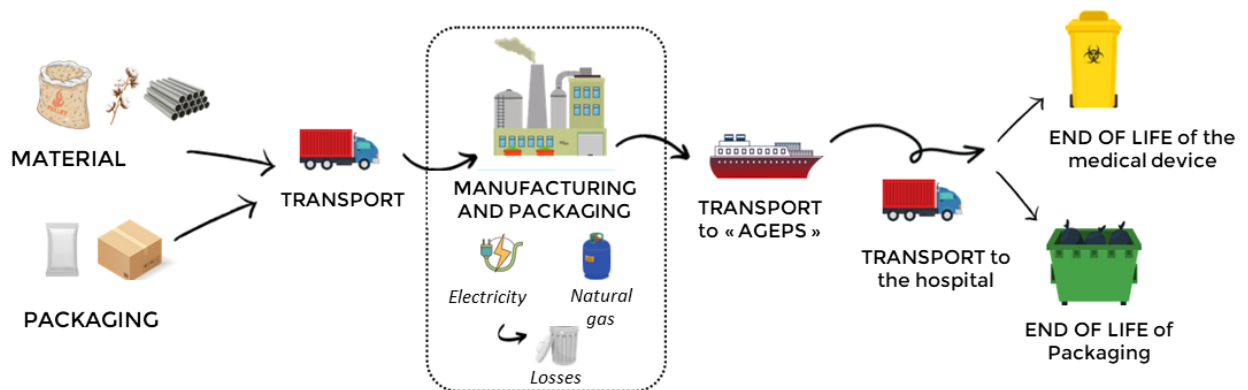 PELLET
MATERIAL
PACKAGING
TRANSPORT
MANUFACTURING
AND PACKAGING
Electricity
Natural
gas
Losses
TRANSPORT
to « AGEPS »
TRANSPORT to
the hospital
END OF LIFE of the
medical device
END OF LIFE of
Packaging